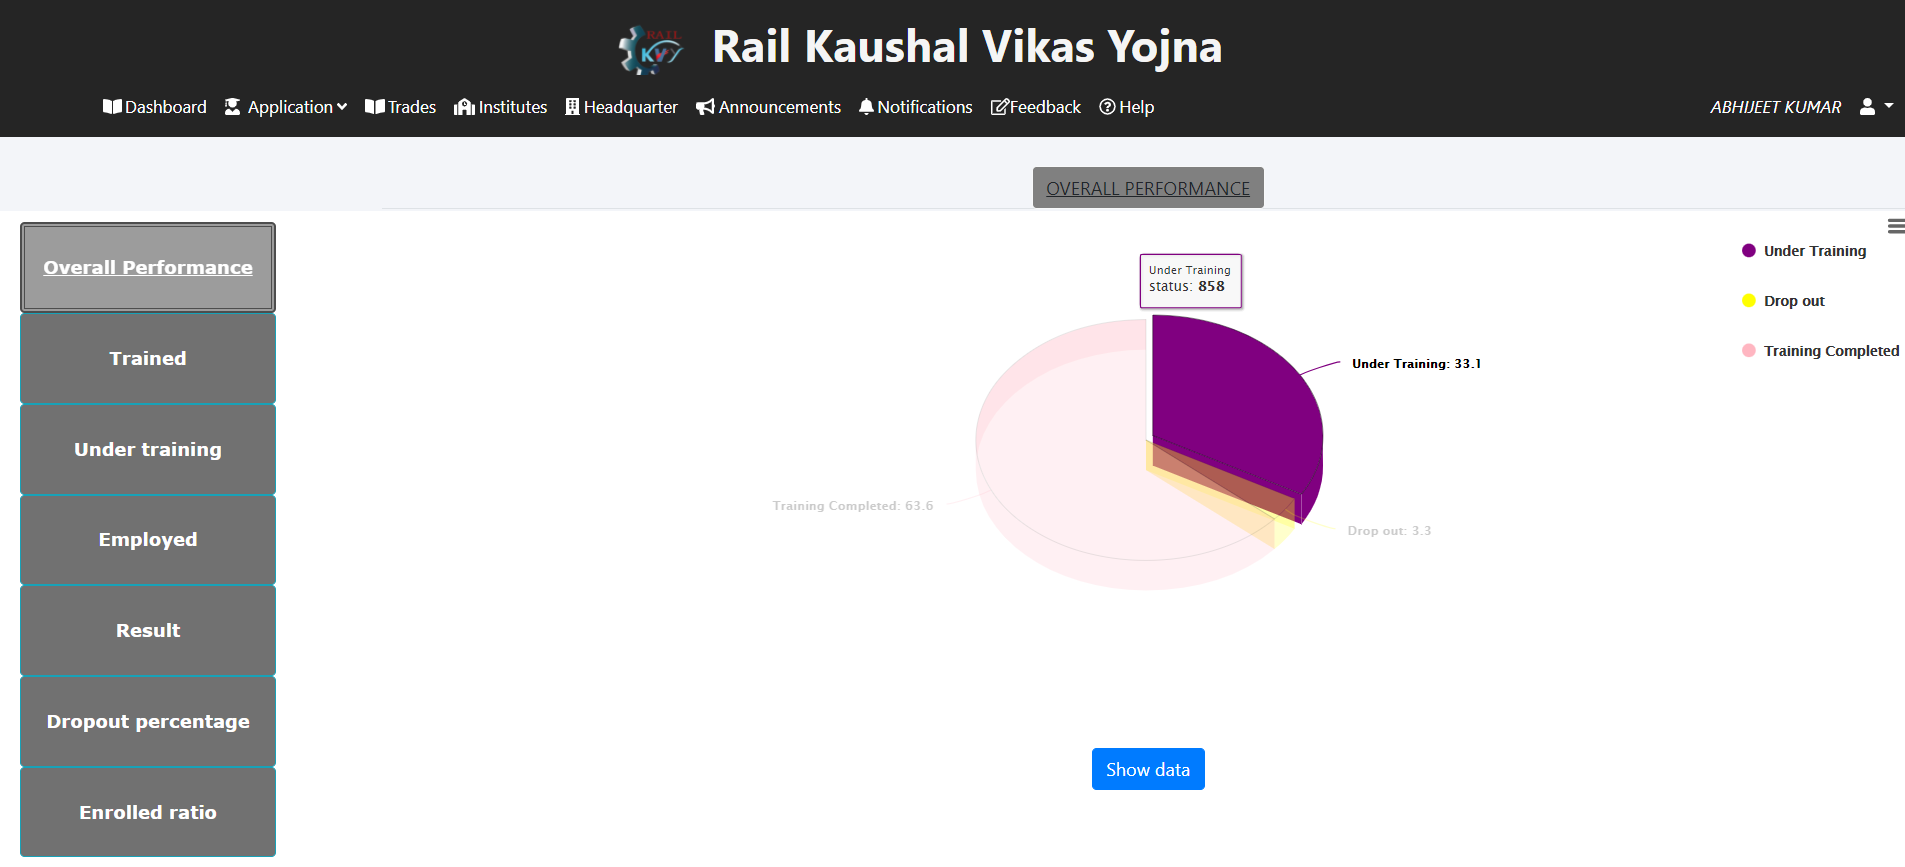 RAIL
KVY
Rail Kaushal Vikas Yojna
Dashboard Application Trades Institutes Headquarter Announcements Notifications Feedback Help ABHIJEET KUMAR
OVERALL PERFORMANCE
Overall Performance
Trained
Under training
Employed
Result
Dropout percentage
Enrolled ratio
Under Training
status: 858
Under Training: 33.1
Training Completed: 63.6
Drop out: 3.3
Under Training
Drop out
Training Completed
Show data